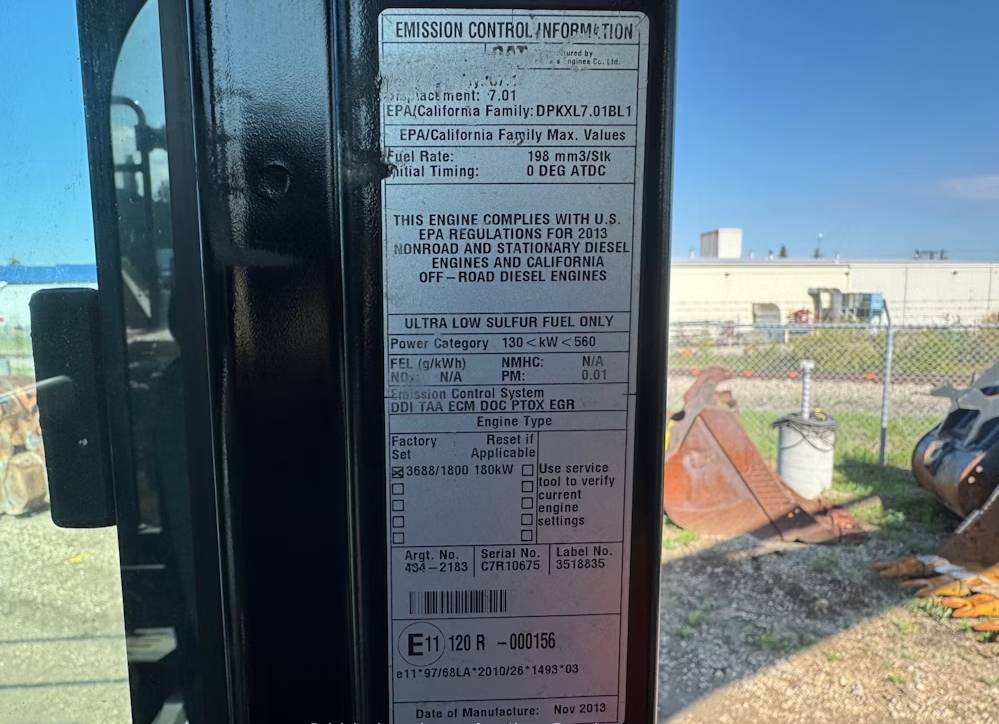 EMISSION CONTROL INFORMATION
CAT
Displacement: 7.01
EPA/California Family: DPKXL7.01BL1
EPA/California Family Max. Values
Fuel Rate: 198 mm3/Stk
Initial Timing: 0 DEG ATDC
THIS ENGINE COMPLIES WITH U.S.
EPA REGULATIONS FOR 2013
NONROAD AND STATIONARY DIESEL
ENGINES AND CALIFORNIA
OFF-ROAD DIESEL ENGINES
ULTRA LOW SULFUR FUEL ONLY
Power Category 130<kW<560
FEL (g/kWh) NMHC: N/A
NOx: N/A PM: 0.01
Emission Control System
DDI TAA ECM DOC PTOX EGR
Engine Type
Factory Reset if
Set Applicable
3688/1800 180kW Use service
tool to verify
current
engine
settings
Argt. No. Serial No. Label No.
434-2183 C7R10675 3518835
E11 120 R -000156
e11*97/68LA*2010/26*1493*03
Date of Manufacture: Nov 2013